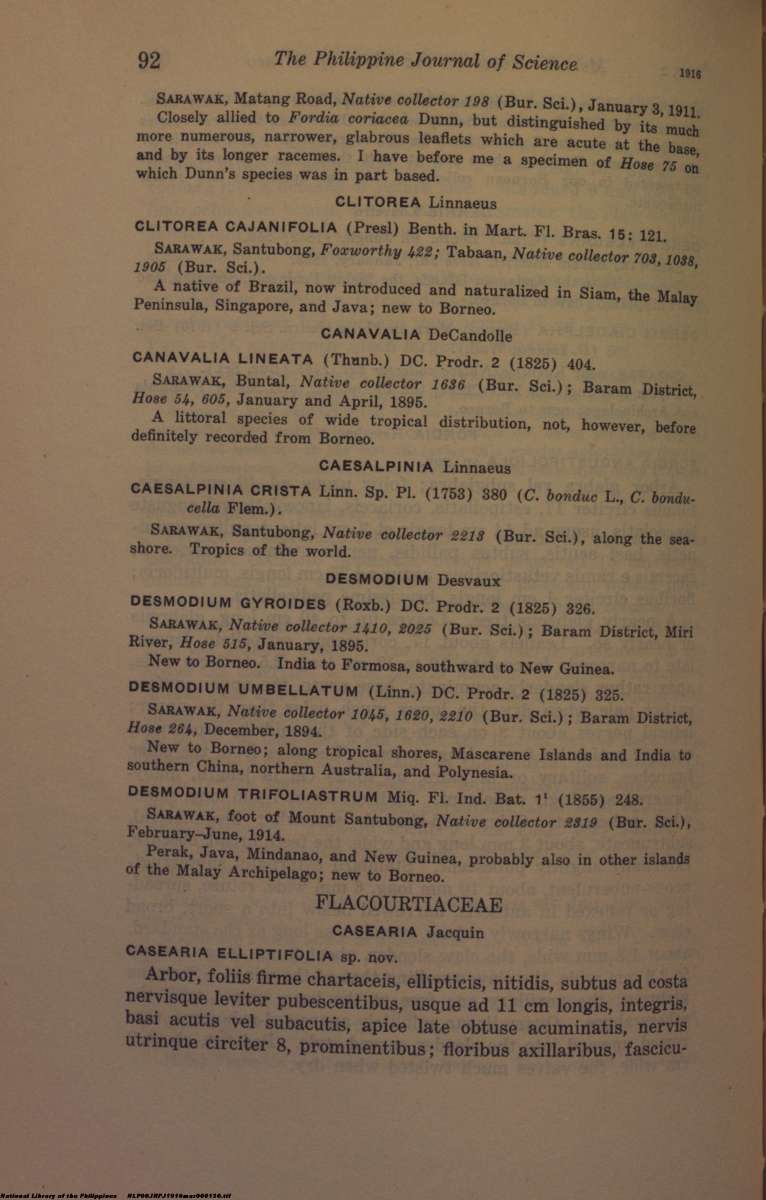 92
The Philippine Journal of Science
1916
SARAWAK, Matang Road, Native collector 198 (Bur. Sci.), January 3, 1911.
Closely allied to Fordia coriacea Dunn, but distinguished by its much
more numerous, narrower, glabrous leaflets which are acute at the base,
and by its longer racemes. I have before me a specimen of Hose 75 on
which Dunn's species was in part based.
CLITOREA Linnaeus
CLITOREA CAJANIFOLIA (Presl) Benth. in Mart. Fl. Bras. 15: 121.
SARAWAK, Santubong, Foxworthy 422; Tabaan, Native collector 703, 1038,
1905 (Bur. Sci.).
A native of Brazil, now introduced and naturalized in Siam, the Malay
Peninsula, Singapore, and Java; new to Borneo.
CANAVALIA DeCandolle
CANAVALIA LINEATA (Thunb.) DC. Prodr. 2 (1825) 404.
SARAWAK, Buntal, Native collector 1636 (Bur. Sci.); Baram District,
Hose 54, 605, January and April, 1895.
A littoral species of wide tropical distribution, not, however, before
definitely recorded from Borneo.
CAESALPINIA Linnaeus
CAESALPINIA CRISTA Linn. Sp. Pl. (1753) 380 (C. bonduc L., C. bondu-
cella Flem.).
SARAWAK, Santubong, Native collector 2213 (Bur. Sci.), along the sea-
shore. Tropics of the world.
DESMODIUM Desvaux
DESMODIUM GYROIDES (Roxb.) DC. Prodr. 2 (1825) 326.
SARAWAK, Native collector 1410, 2025 (Bur. Sci.); Baram District, Miri
River, Hose 515, January, 1895.
New to Borneo. India to Formosa, southward to New Guinea.
DESMODIUM UMBELLATUM (Linn.) DC. Prodr. 2 (1825) 325.
SARAWAK, Native collector 1045, 1620, 2210 (Bur. Sci.); Baram District,
Hose 264, December, 1894.
New to Borneo; along tropical shores, Mascarene Islands and India to
southern China, northern Australia, and Polynesia.
DESMODIUM TRIFOLIASTRUM Miq. Fl. Ind. Bat. 1¹ (1855) 248.
SARAWAK, foot of Mount Santubong, Native collector 2319 (Bur. Sci.),
February–June, 1914.
Perak, Java, Mindanao, and New Guinea, probably also in other islands
of the Malay Archipelago; new to Borneo.
FLACOURTIACEAE
CASEARIA Jacquin
CASEARIA ELLIPTIFOLIA sp. nov.
Arbor, foliis firme chartaceis, ellipticis, nitidis, subtus ad costa
nervisque leviter pubescentibus, usque ad 11 cm longis, integris,
basi acutis vel subacutis, apice late obtuse acuminatis, nervis
utrinque circiter 8, prominentibus; floribus axillaribus, fascicu-
National Library of the Philippines